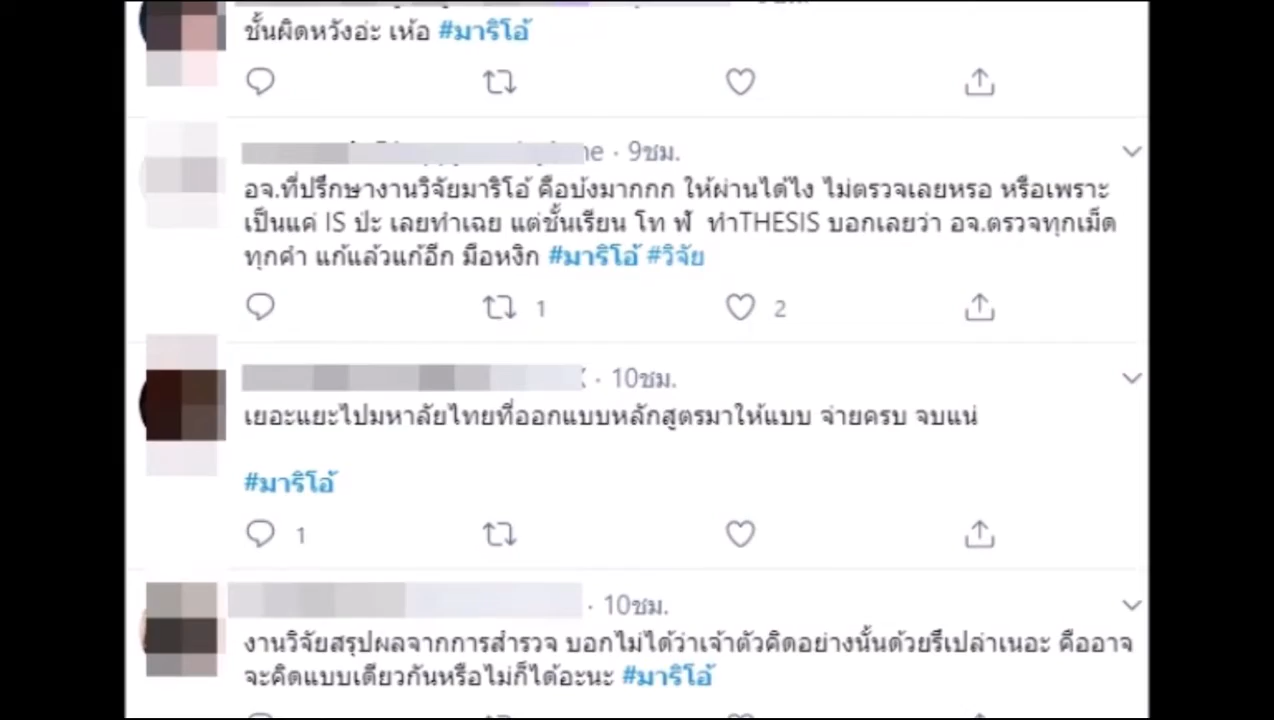 ชั้นผิดหวังอ่ะ เห้อ #มาริโอ้
· 9ชม.
อจ.ที่ปรึกษางานวิจัยมาริโอ้ คือบ้งมากกก ให้ผ่านได้ไง ไม่ตรวจเลยหรอ หรือเพราะ
เป็นแค่ IS ป่ะ เลยทำเฉย แต่ชั้นเรียน โท ฬ ทำTHESIS บอกเลยว่า อจ.ตรวจทุกเม็ด
ทุกคำ แก้แล้วแก้อีก มือหงิก #มาริโอ้ #วิจัย
1 2
· 10ชม.
เยอะแยะไปมหาลัยไทยที่ออกแบบหลักสูตรมาให้แบบ จ่ายครบ จบแน่
#มาริโอ้
1
· 10ชม.
งานวิจัยสรุปผลจากการสำรวจ บอกไม่ได้ว่าเจ้าตัวคิดอย่างนั้นด้วยรึเปล่าเนอะ คืออาจ
จะคิดแบบเดียวกันหรือไม่ก็ได้อะนะ #มาริโอ้